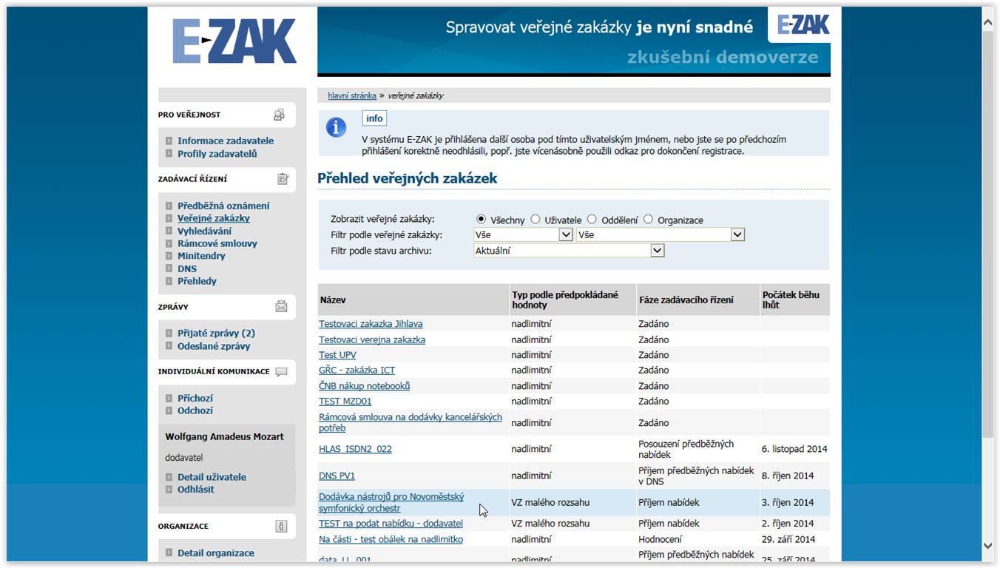 E-ZAK
Spravovat veřejné zakázky je nyní snadné
E-ZAK
zkušební demoverze
hlavní stránka » veřejné zakázky
PRO VEŘEJNOST
Informace zadavatele
Profily zadavatelů
ZADÁVACÍ ŘÍZENÍ
Předběžná oznámení
Veřejné zakázky
Vyhledávání
Rámcové smlouvy
Minitendry
DNS
Přehledy
ZPRÁVY
Přijaté zprávy (2)
Odeslané zprávy
INDIVIDUÁLNÍ KOMUNIKACE
Příchozí
Odchozí
Wolfgang Amadeus Mozart
dodavatel
Detail uživatele
Odhlásit
ORGANIZACE
Detail organizace
info
V systému E-ZAK je přihlášena další osoba pod tímto uživatelským jménem, nebo jste se po předchozím
přihlášení korektně neodhlásili, popř. jste vícenásobně použili odkaz pro dokončení registrace.
Přehled veřejných zakázek
Zobrazit veřejné zakázky: Všechny Uživatele Oddělení Organizace
Filtr podle veřejné zakázky: Vše Vše
Filtr podle stavu archivu: Aktuální
Název Typ podle předpokládané hodnoty Fáze zadávacího řízení Počátek běhu lhůt
Testovaci zakazka Jihlava nadlimitní Zadáno
Testovaci verejna zakazka nadlimitní Zadáno
Test UPV nadlimitní Zadáno
GŘC - zakázka ICT nadlimitní Zadáno
ČNB nákup notebooků nadlimitní Zadáno
TEST MZD01 nadlimitní Zadáno
Rámcová smlouva na dodávky kancelářských potřeb nadlimitní Zadáno
HLAS_ISDN2_022 nadlimitní Posouzení předběžných nabídek 6. listopad 2014
DNS PV1 nadlimitní Příjem předběžných nabídek v DNS 8. říjen 2014
Dodávka nástrojů pro Novoměstský symfonický orchestr VZ malého rozsahu Příjem nabídek 3. říjen 2014
TEST na podat nabídku - dodavatel VZ malého rozsahu Příjem nabídek 2. říjen 2014
Na části - test obálek na nadlimitko nadlimitní Hodnocení 29. září 2014
data_LL_001 nadlimitní Příjem předběžných nabídek 25. září 2014